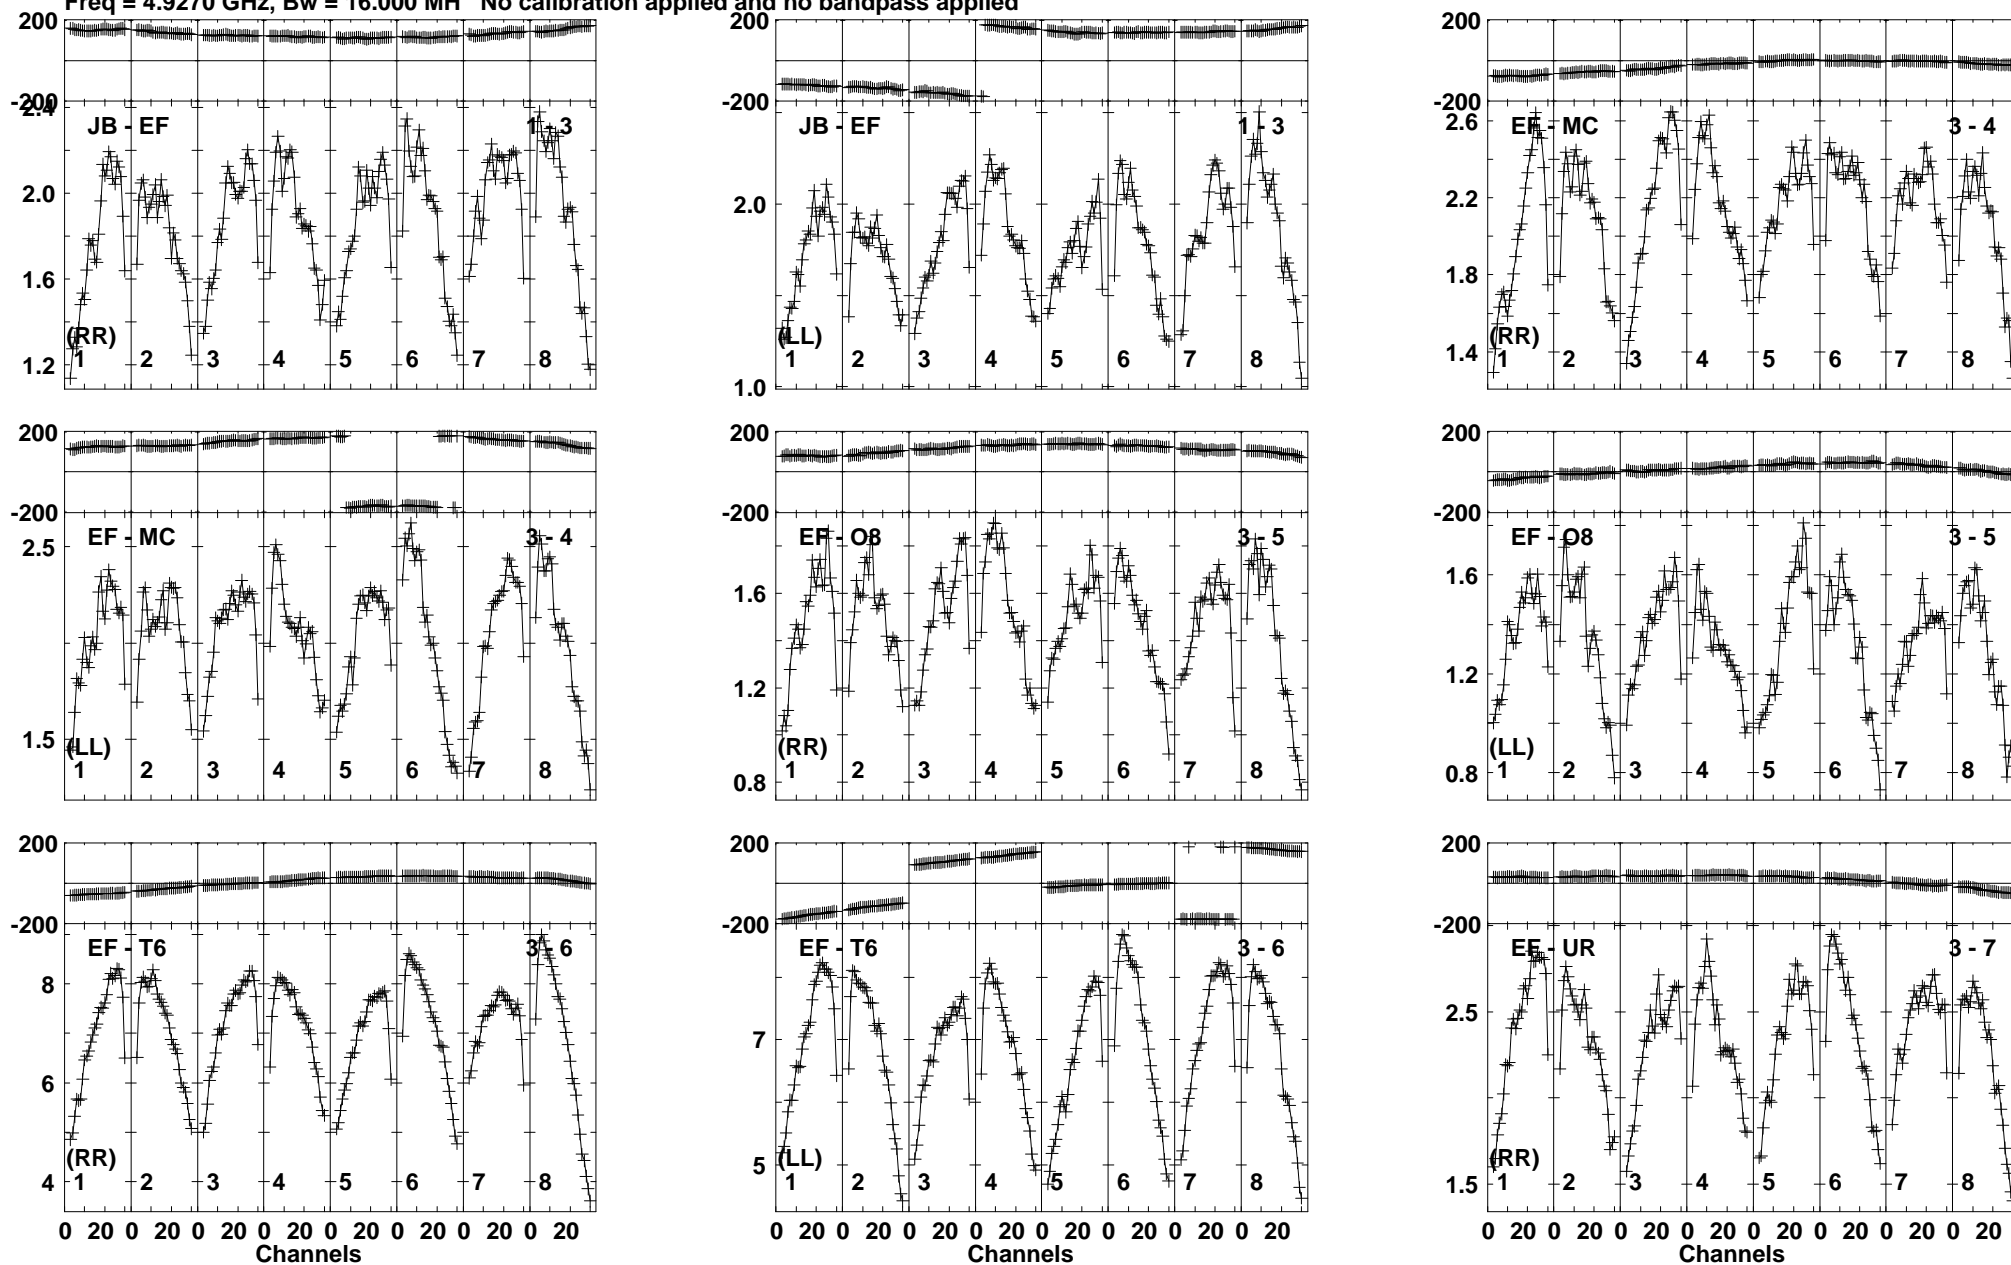 Freq = 4.9270 GHz, Bw = 16.000 MH No calibration applied and no bandpass applied
200 200 200
-200 -200 -200
2.4 JB - EF 1 - 3 JB - EF 1 - 3 2.6 EF - MC 3 - 4
2.0 2.0 2.2
1.6 1.8
(RR) (LL) (RR)
1.2 1 2 3 4 5 6 7 8 1.0 1 2 3 4 5 6 7 8 1.4 1 2 3 4 5 6 7 8
200 200 200
-200 -200 -200
2.5 EF - MC 3 - 4 EF - O8 3 - 5 EF - O8 3 - 5
1.6 1.6
1.2 1.2
1.5 (LL) (RR) (LL)
1 2 3 4 5 6 7 8 0.8 1 2 3 4 5 6 7 8 0.8 1 2 3 4 5 6 7 8
200 200 200
-200 -200 -200
EF - T6 3 - 6 EF - T6 3 - 6 EF - UR 3 - 7
8 7 2.5
6
(RR) 5 (LL) (RR)
4 1 2 3 4 5 6 7 8 1 2 3 4 5 6 7 8 1.5 1 2 3 4 5 6 7 8
0 20 0 20 0 20 0 20 0 20 0 20 0 20 0 20 0 20 0 20 0 20 0 20 0 20 0 20 0 20 0 20 0 20 0 20 0 20 0 20 0 20 0 20 0 20 0 20
Channels Channels Channels